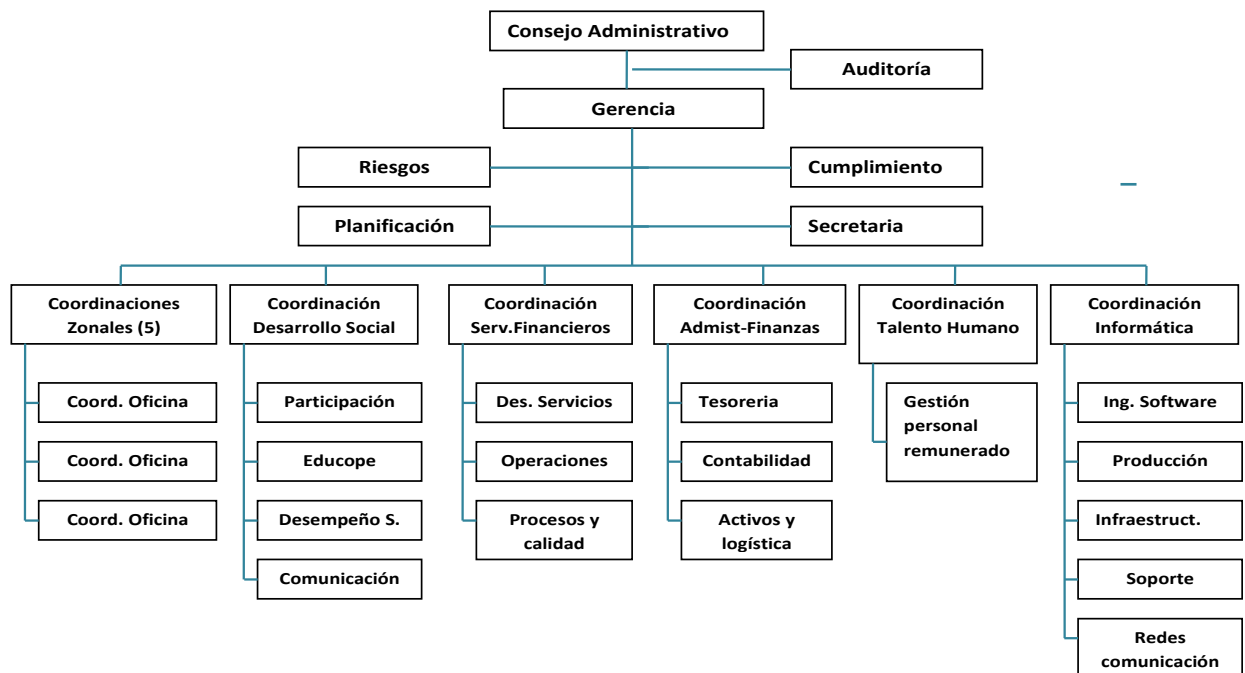 Consejo Administrativo
Auditoría
Gerencia
Riesgos
Cumplimiento
Planificación
Secretaria
Coordinaciones
Zonales (5)
Coordinación
Desarrollo Social
Coordinación
Serv.Financieros
Coordinación
Admist-Finanzas
Coordinación
Talento Humano
Coordinación
Informática
Coord. Oficina
Coord. Oficina
Coord. Oficina
Participación
Educope
Desempeño S.
Comunicación
Des. Servicios
Operaciones
Procesos y
calidad
Tesoreria
Contabilidad
Activos y
logística
Gestión
personal
remunerado
Ing. Software
Producción
Infraestruct.
Soporte
Redes
comunicación